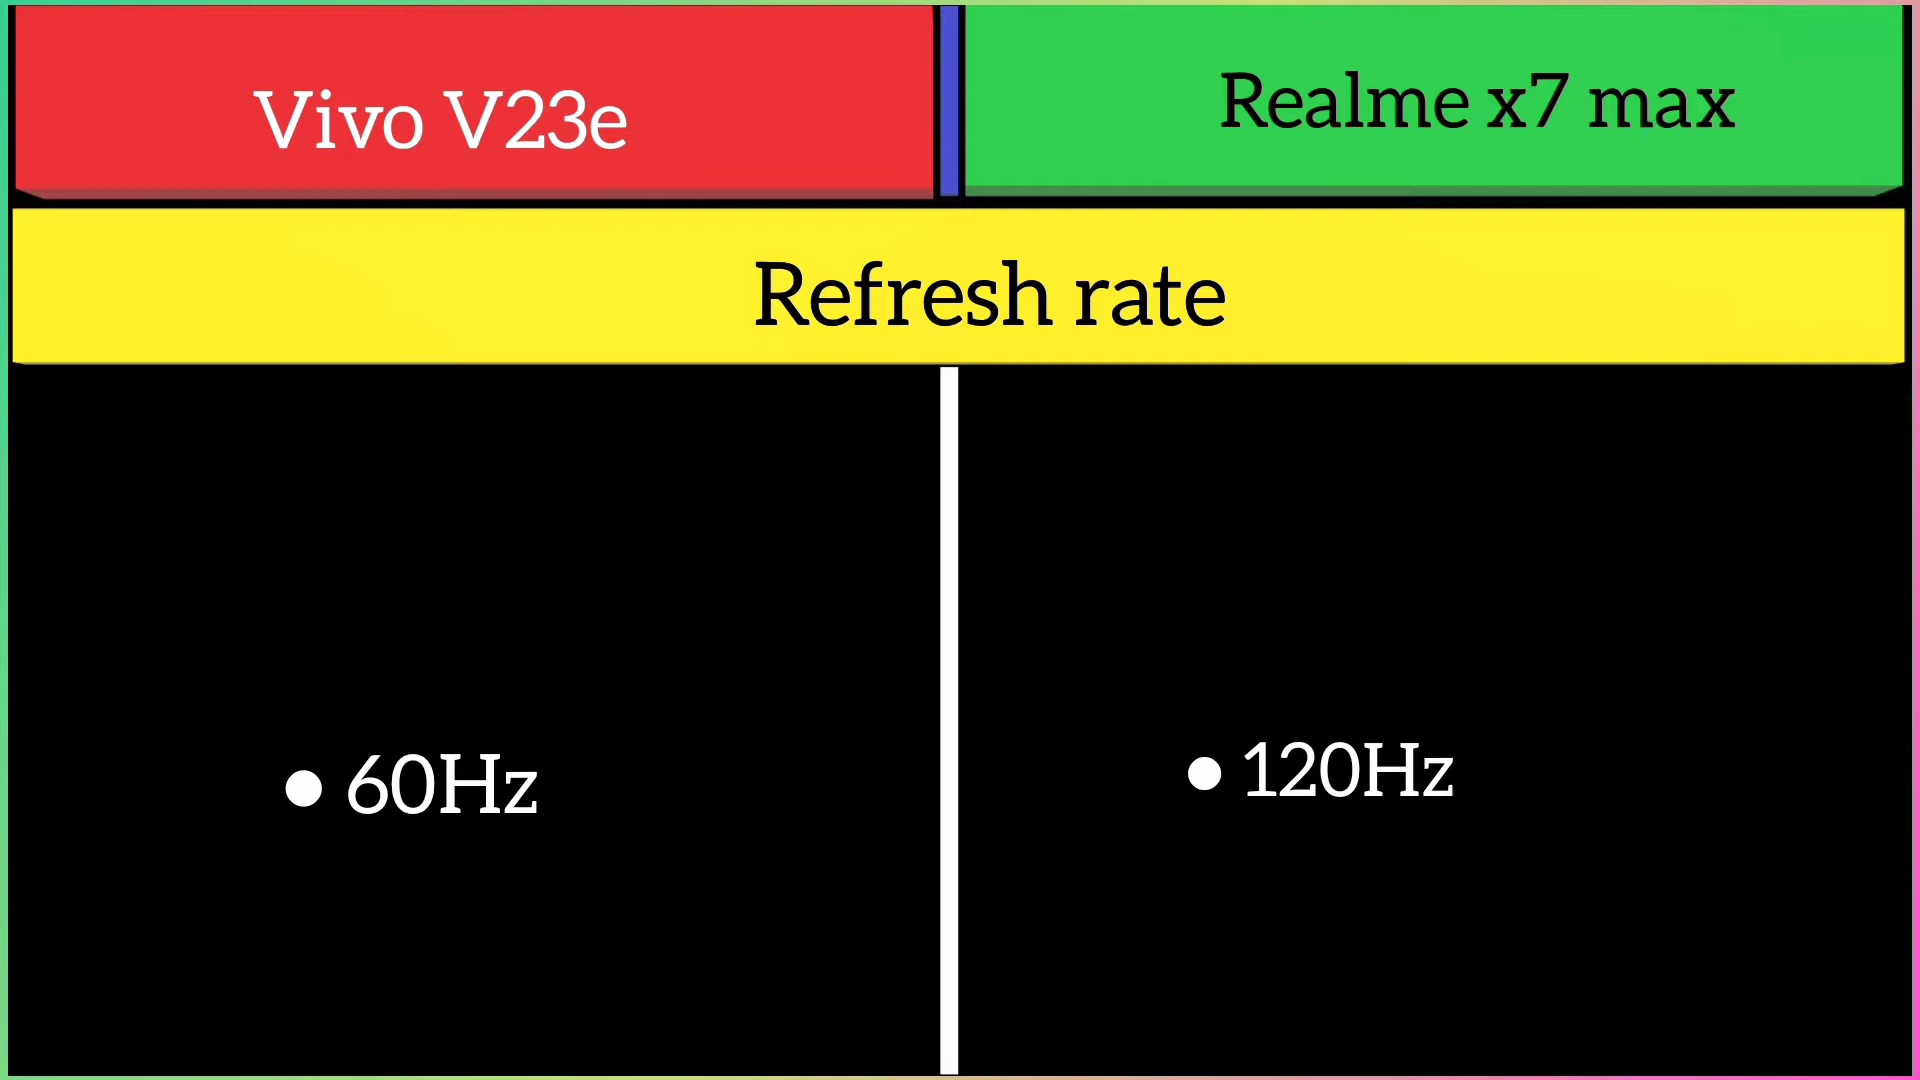 Vivo V23e
Realme x7 max
Refresh rate
● 60Hz
● 120Hz